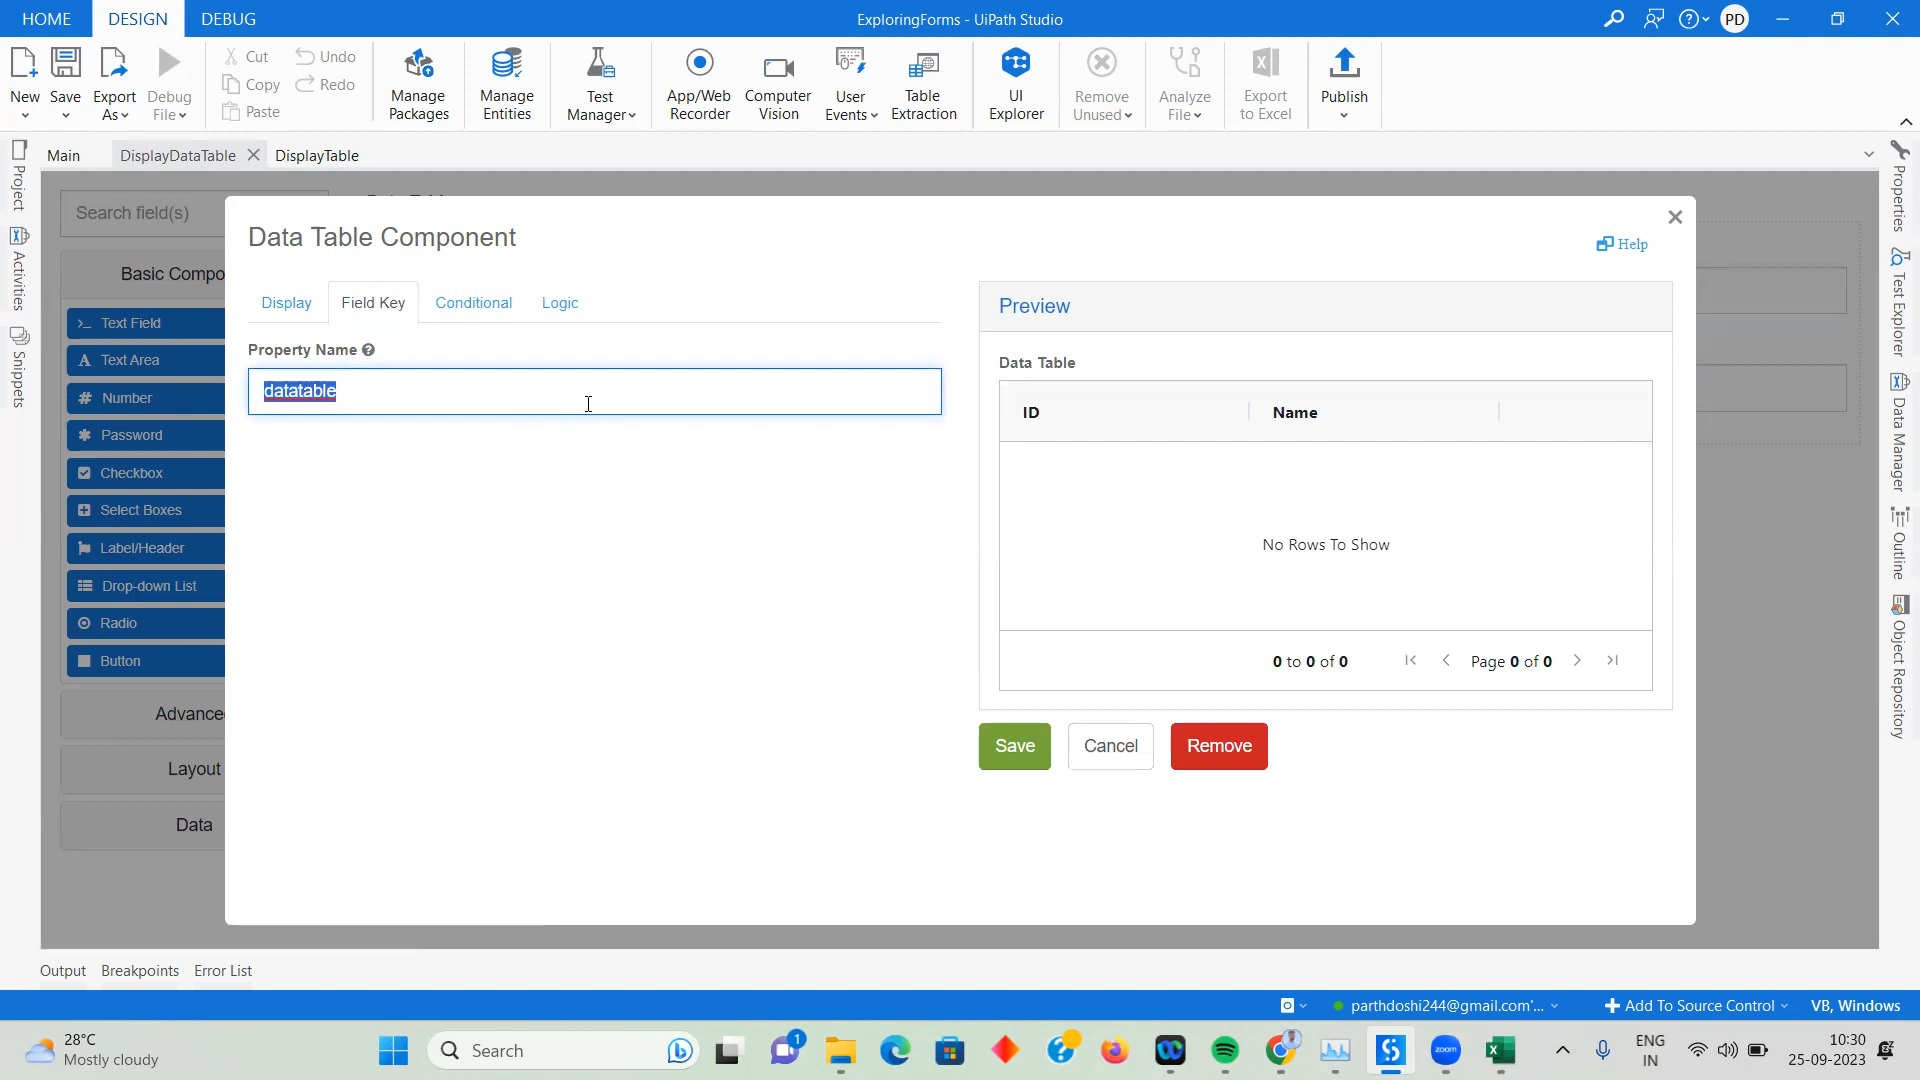 HOME DESIGN DEBUG
ExploringForms - UiPath Studio
PD
New
Save
Export As
Debug File
Cut
Copy
Paste
Undo
Redo
Manage Packages
Manage Entities
Test Manager
App/Web Recorder
Computer Vision
User Events
Table Extraction
UI Explorer
Remove Unused
Analyze File
Export to Excel
Publish
Main DisplayDataTable DisplayTable
Project
Activities
Snippets
Search field(s)
Basic Compo
Text Field
Text Area
Number
Password
Checkbox
Select Boxes
Label/Header
Drop-down List
Radio
Button
Advance
Layout
Data
Data Table Component
Help
Display Field Key Conditional Logic
Property Name
datatable
Preview
Data Table
ID Name
No Rows To Show
0 to 0 of 0 Page 0 of 0
Save Cancel Remove
Properties
Test Explorer
Data Manager
Outline
Object Repository
Output Breakpoints Error List
parthdoshi244@gmail.com'... Add To Source Control VB, Windows
28°C
Mostly cloudy
Search
1
zoom
ENG
IN
10:30
25-09-2023